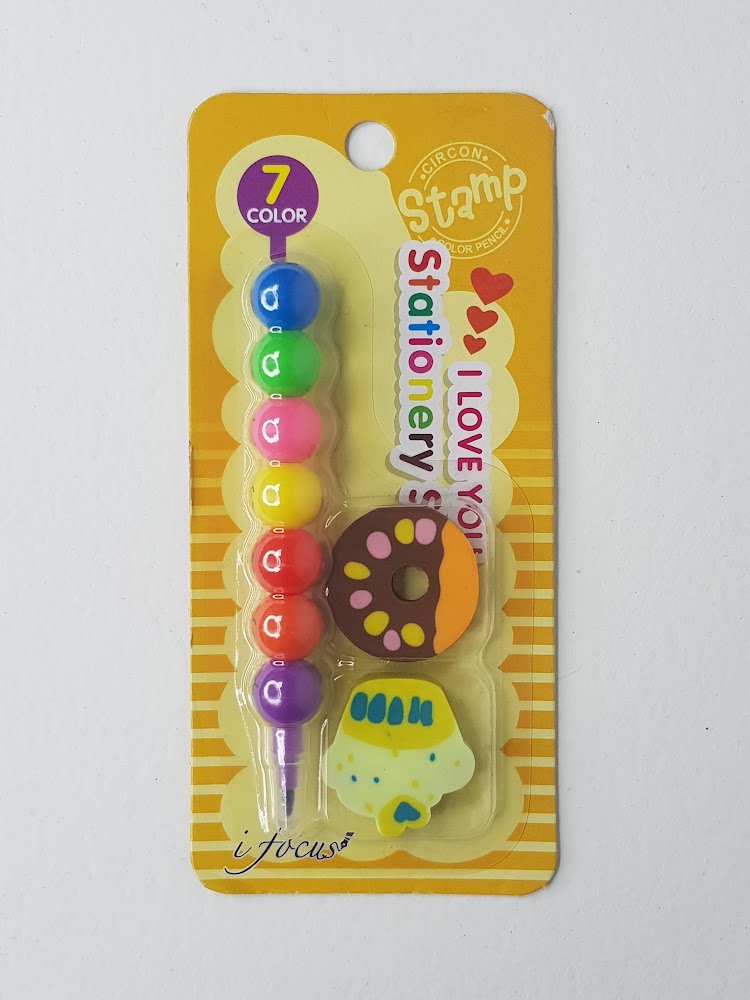 7
COLOR
CIRCON
Stamp
COLOR PENCIL
I LOVE YOU
Stationery S
i focus